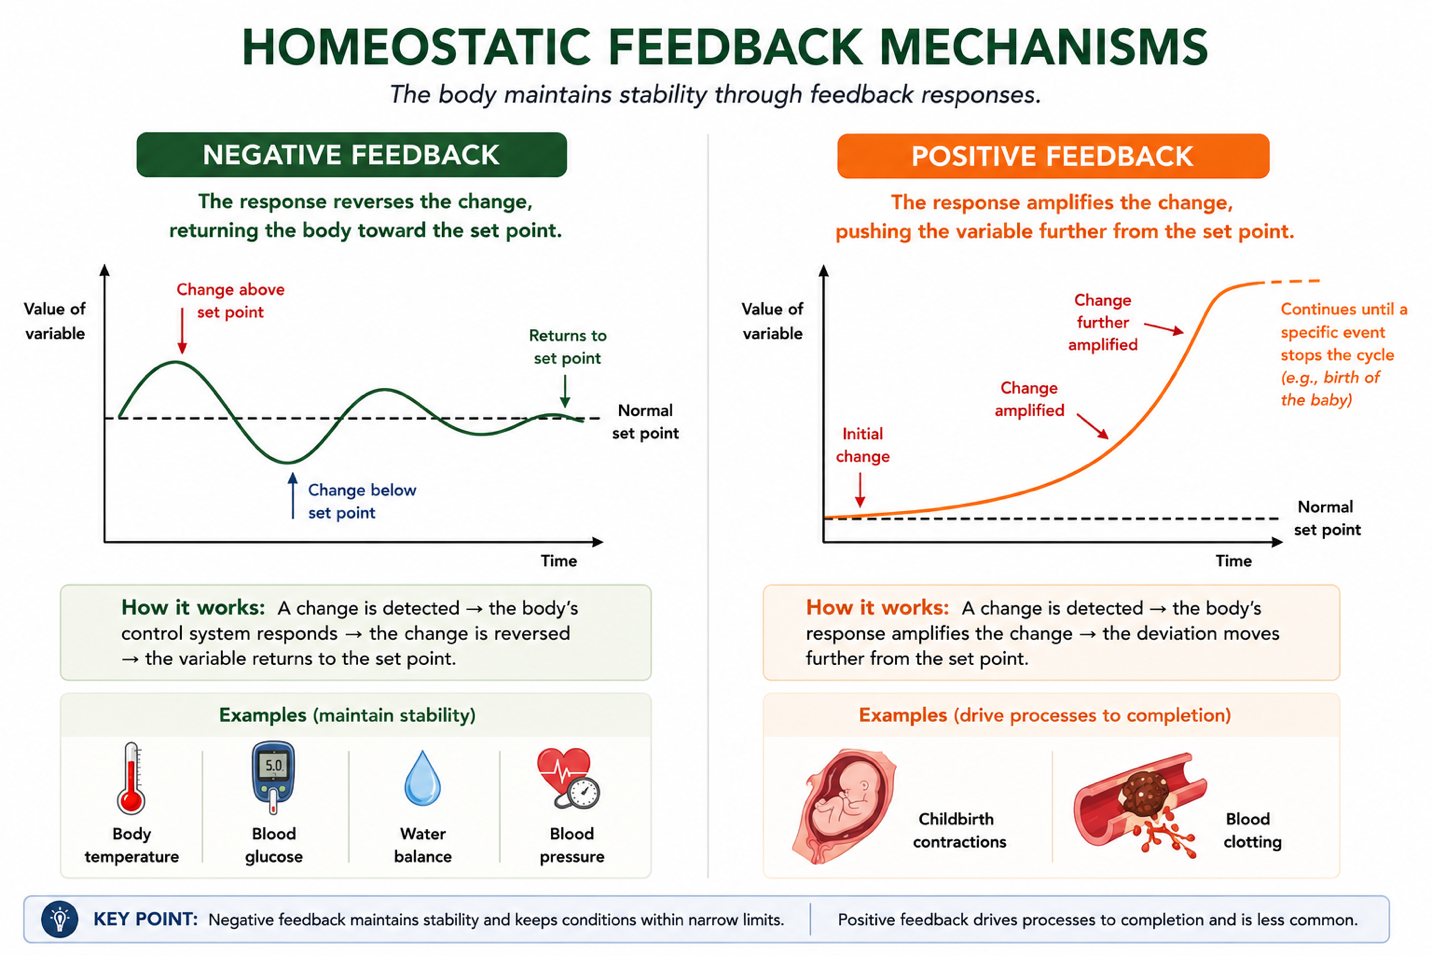 HOMEOSTATIC FEEDBACK MECHANISMS
The body maintains stability through feedback responses.
NEGATIVE FEEDBACK
The response reverses the change,
returning the body toward the set point.
Value of
variable
Change above
set point
Returns to
set point
Normal
set point
Change below
set point
Time
How it works: A change is detected → the body's
control system responds → the change is reversed
→ the variable returns to the set point.
Examples (maintain stability)
5.0
Body
temperature
Blood
glucose
Water
balance
Blood
pressure
POSITIVE FEEDBACK
The response amplifies the change,
pushing the variable further from the set point.
Value of
variable
Change
further
amplified
Continues until a
specific event
stops the cycle
(e.g., birth of
the baby)
Change
amplified
Initial
change
Normal
set point
Time
How it works: A change is detected → the body's
response amplifies the change → the deviation moves
further from the set point.
Examples (drive processes to completion)
Childbirth
contractions
Blood
clotting
KEY POINT: Negative feedback maintains stability and keeps conditions within narrow limits.
Positive feedback drives processes to completion and is less common.